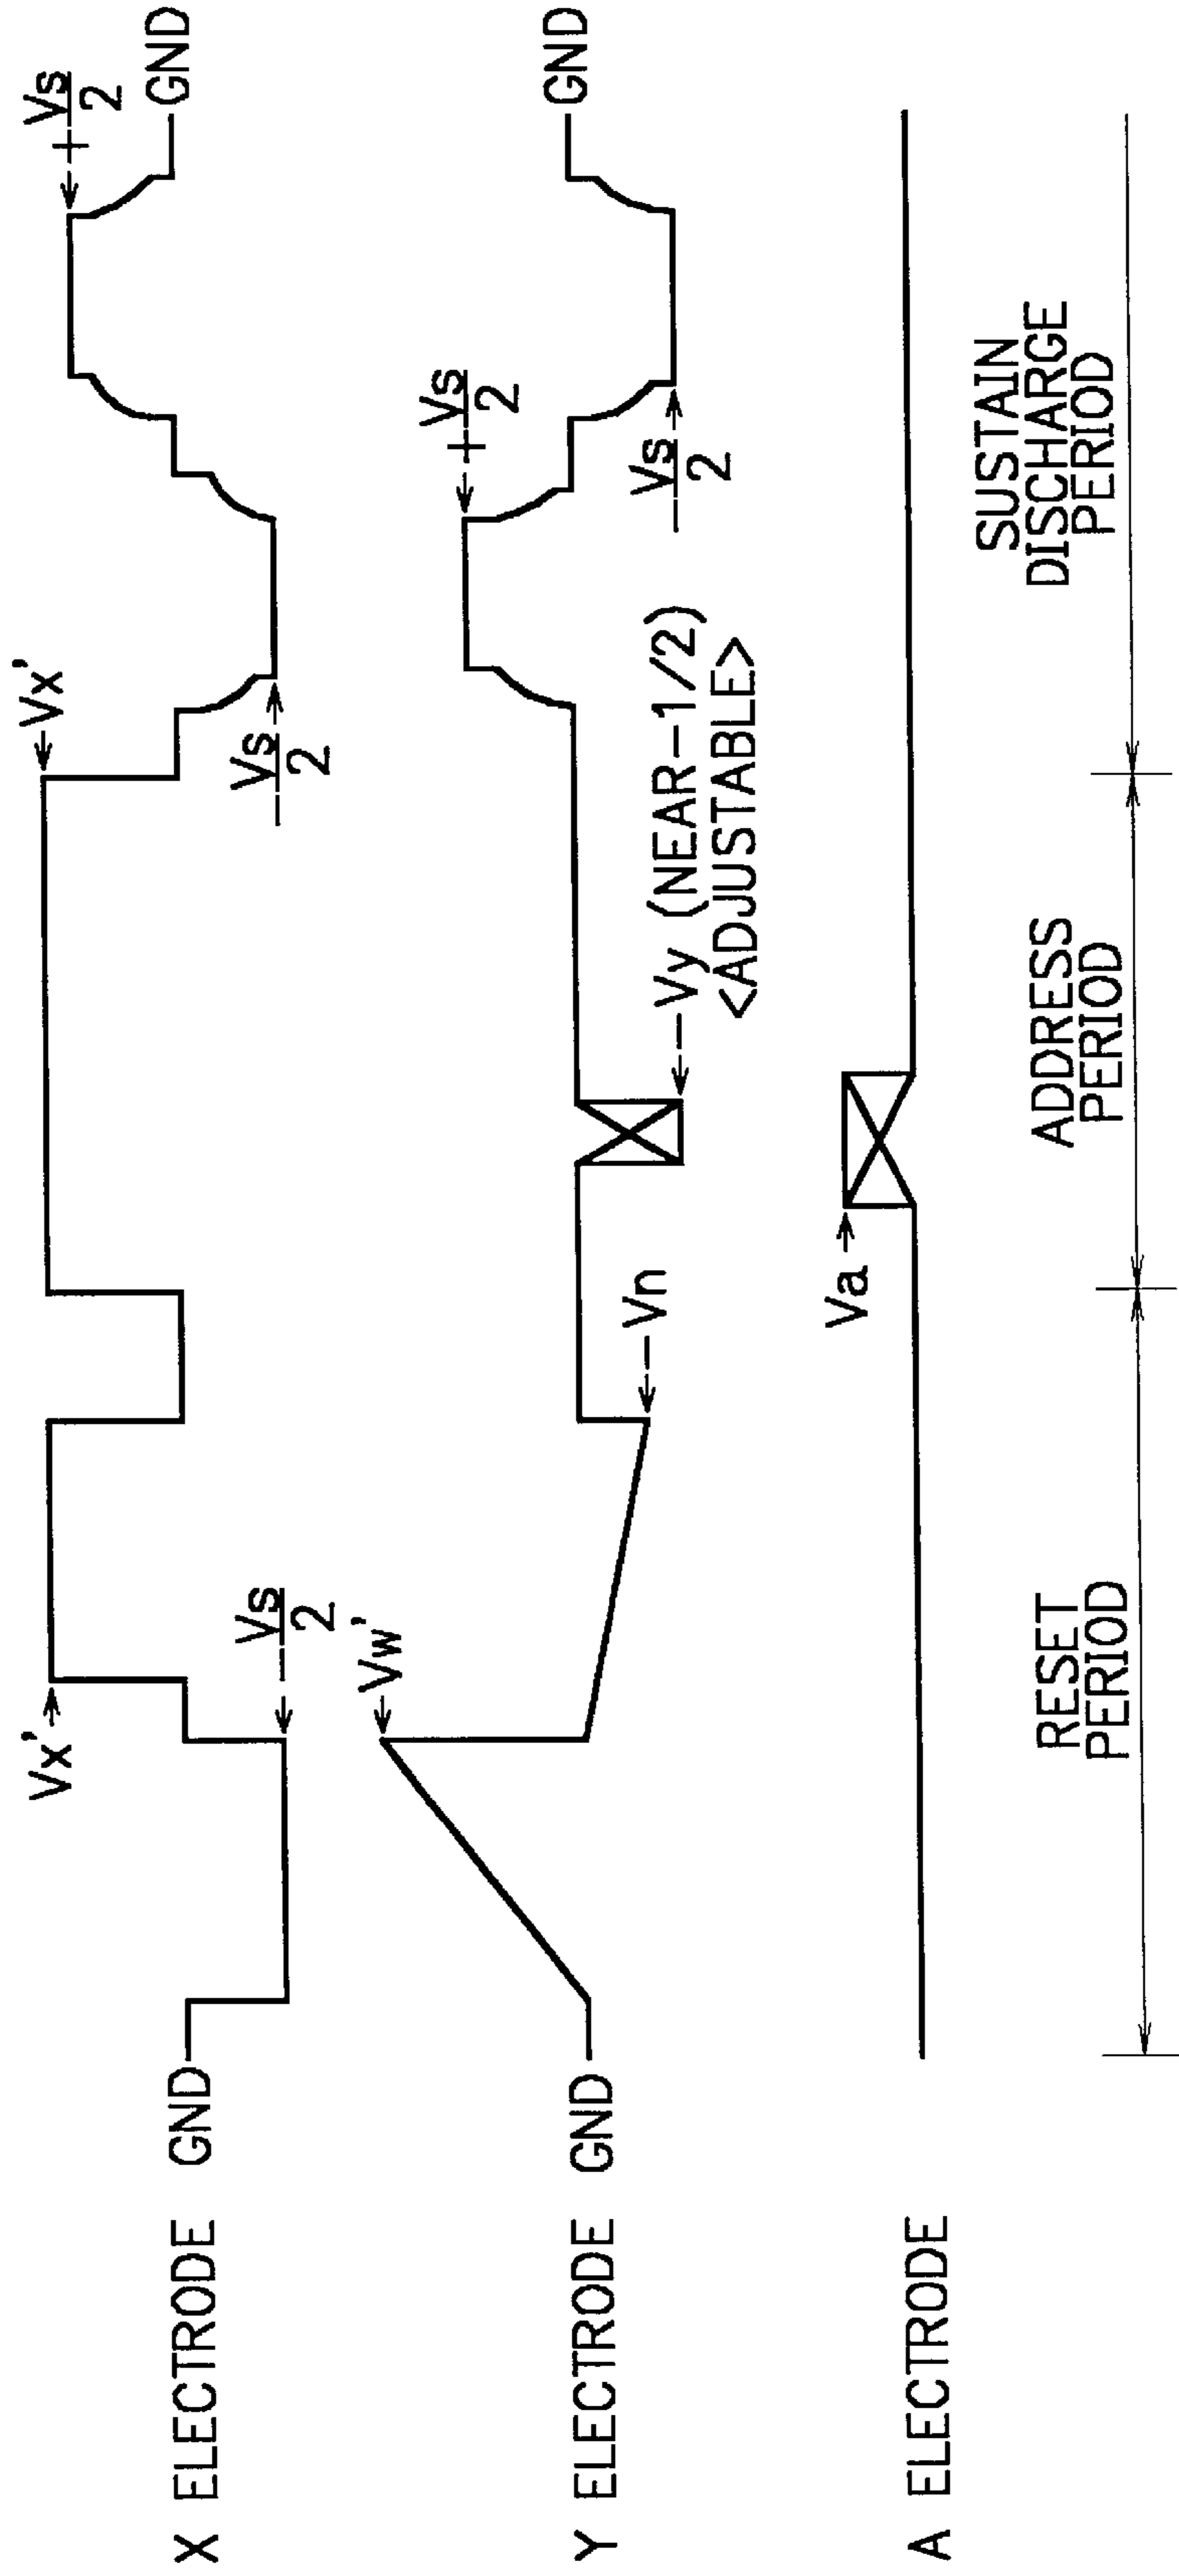 X ELECTRODE GND
Vx'
-Vs/2
Vx'
-Vs/2
+Vs/2
GND
Y ELECTRODE GND
Vw'
Vn
Vy (NEAR-1/2)
<ADJUSTABLE>
+Vs/2
-Vs/2
GND
A ELECTRODE
Va
RESET
PERIOD
ADDRESS
PERIOD
SUSTAIN
DISCHARGE
PERIOD